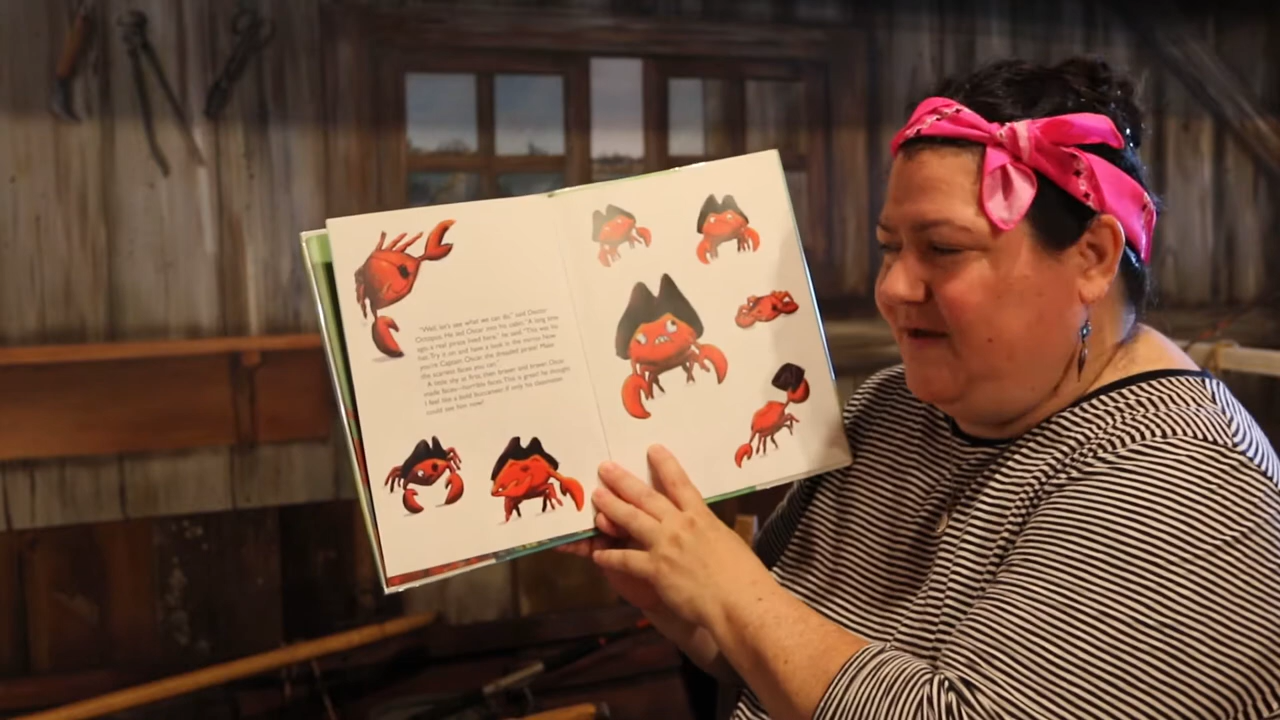 "Well, let's see what we can do," said Doctor
Octopus. He led Oscar into his cabin. "A long time
ago a real pirate lived here," he said. "This was his
hat. Try it on and have a look in the mirror. Now
you're Captain Oscar, the dreaded pirate! Make
the scariest faces you can."
A little shy at first, then braver and braver, Oscar
made faces—horrible faces. This is great! he thought.
I feel like a bold buccaneer. If only his classmates
could see him now!